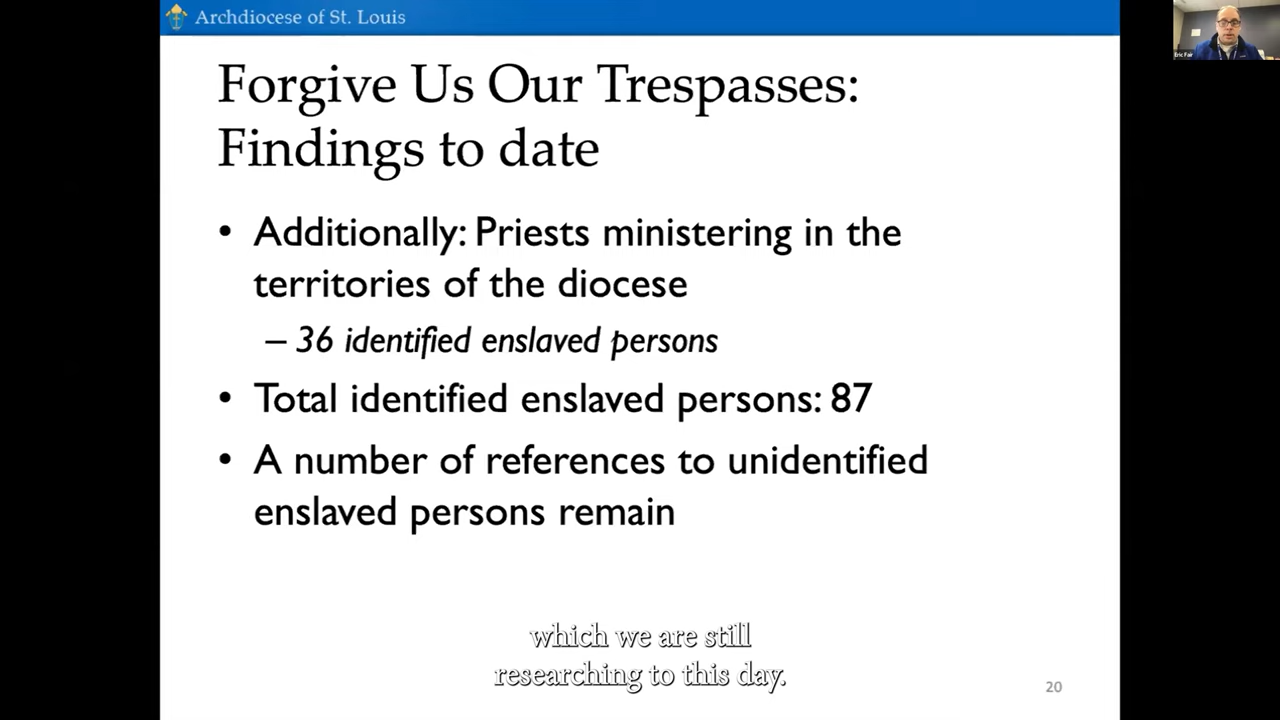 Archdiocese of St. Louis
Eric Fair
Forgive Us Our Trespasses:
Findings to date
• Additionally: Priests ministering in the
territories of the diocese
– 36 identified enslaved persons
• Total identified enslaved persons: 87
• A number of references to unidentified
enslaved persons remain
which we are still
researching to this day.
20